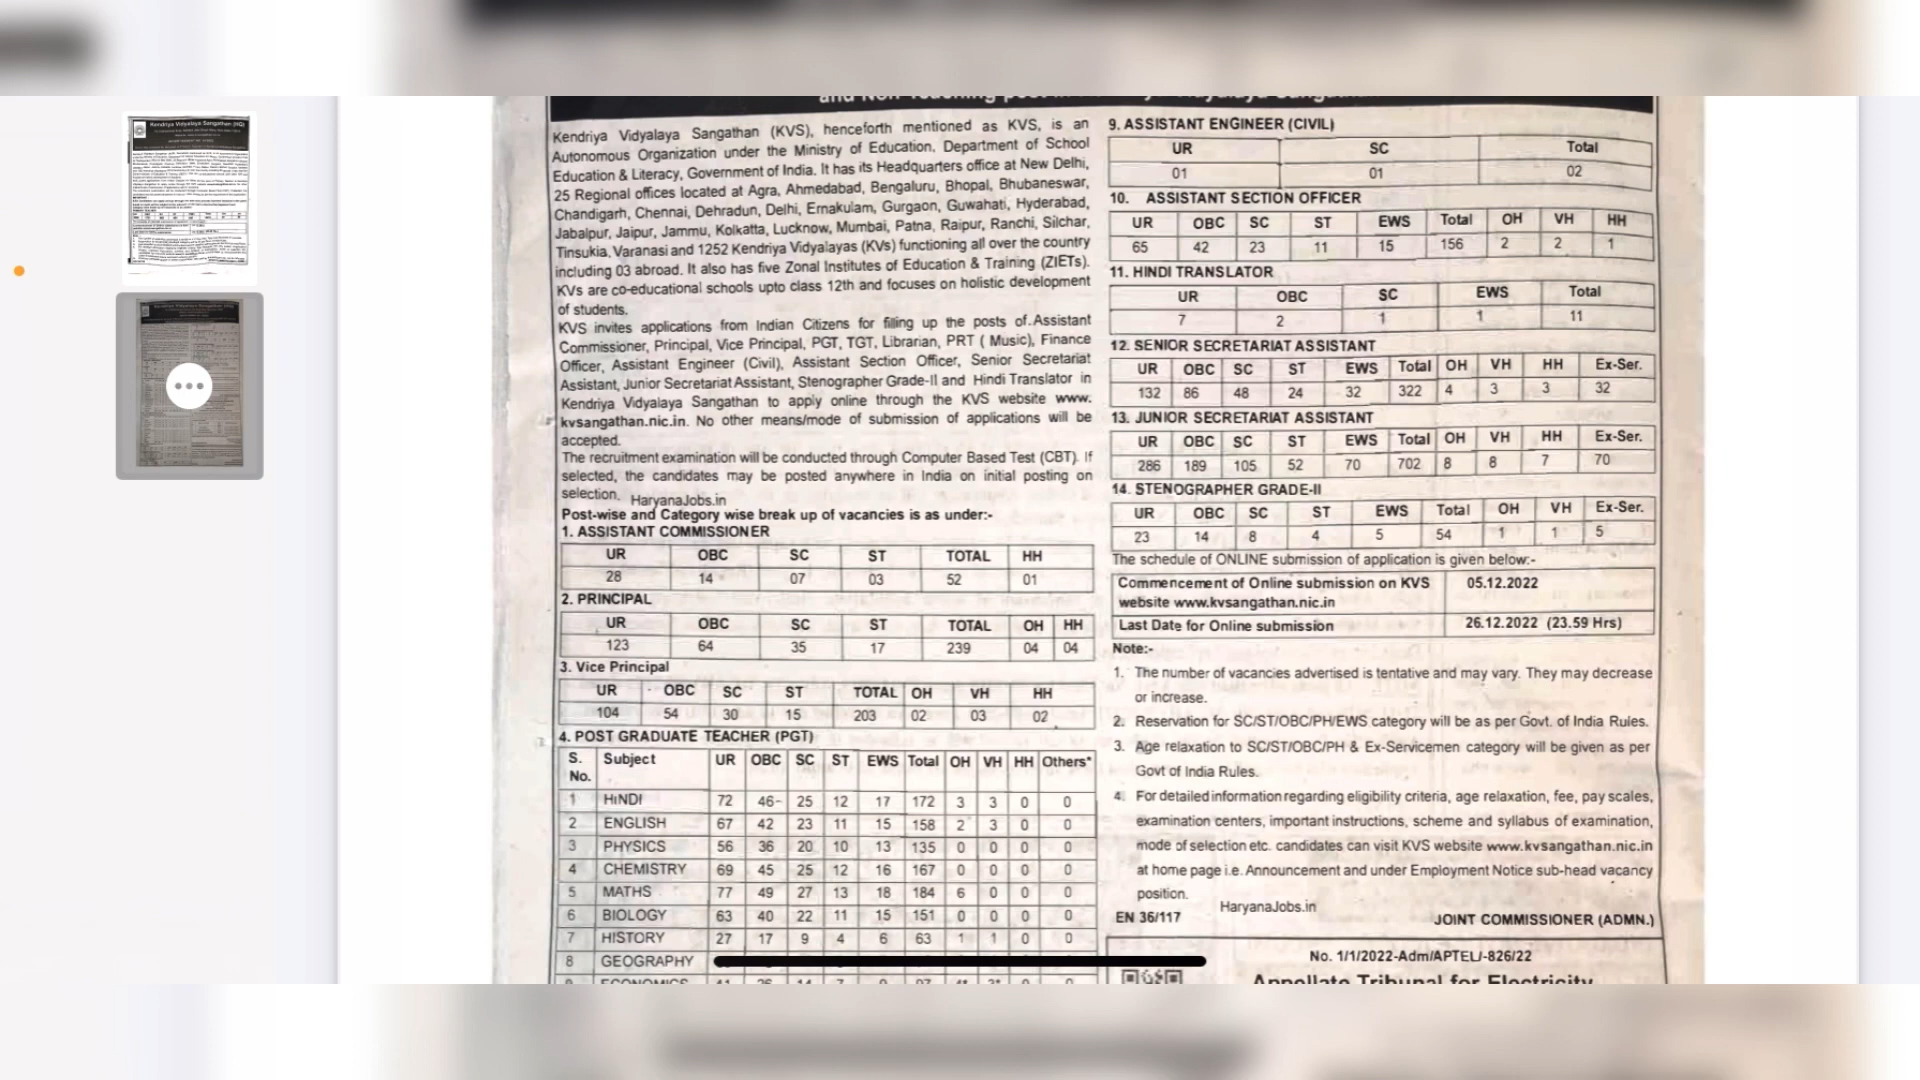 Kendriya Vidyalaya Sangathan (KVS), henceforth mentioned as KVS, is an
Autonomous Organization under the Ministry of Education, Department of School
Education & Literacy, Government of India. It has its Headquarters office at New Delhi,
25 Regional offices located at Agra, Ahmedabad, Bengaluru, Bhopal, Bhubaneswar,
Chandigarh, Chennai, Dehradun, Delhi, Ernakulam, Gurgaon, Guwahati, Hyderabad,
Jabalpur, Jaipur, Jammu, Kolkatta, Lucknow, Mumbai, Patna, Raipur, Ranchi, Silchar,
Tinsukia, Varanasi and 1252 Kendriya Vidyalayas (KVs) functioning all over the country
including 03 abroad. It also has five Zonal Institutes of Education & Training (ZIETs).
KVs are co-educational schools upto class 12th and focuses on holistic development
of students.
KVS invites applications from Indian Citizens for filling up the posts of Assistant
Commissioner, Principal, Vice Principal, PGT, TGT, Librarian, PRT ( Music), Finance
Officer, Assistant Engineer (Civil), Assistant Section Officer, Senior Secretariat
Assistant, Junior Secretariat Assistant, Stenographer Grade-II and Hindi Translator in
Kendriya Vidyalaya Sangathan to apply online through the KVS website www.
kvsangathan.nic.in. No other means/mode of submission of applications will be
accepted.
The recruitment examination will be conducted through Computer Based Test (CBT). If
selected, the candidates may be posted anywhere in India on initial posting on
selection. HaryanaJobs.in
Post-wise and Category wise break up of vacancies is as under:-
1. ASSISTANT COMMISSIONER
UR OBC SC ST TOTAL HH
28 14 07 03 52 01
2. PRINCIPAL
UR OBC SC ST TOTAL OH HH
123 64 35 17 239 04 04
3. Vice Principal
UR OBC SC ST TOTAL OH VH HH
104 54 30 15 203 02 03 02
4. POST GRADUATE TEACHER (PGT)
S. No. Subject UR OBC SC ST EWS Total OH VH HH Others*
1 HINDI 72 46 25 12 17 172 3 3 0 0
2 ENGLISH 67 42 23 11 15 158 2 3 0 0
3 PHYSICS 56 36 20 10 13 135 0 0 0 0
4 CHEMISTRY 69 45 25 12 16 167 0 0 0 0
5 MATHS 77 49 27 13 18 184 6 0 0 0
6 BIOLOGY 63 40 22 11 15 151 0 0 0 0
7 HISTORY 27 17 9 4 6 63 1 1 0 0
8 GEOGRAPHY
9. ASSISTANT ENGINEER (CIVIL)
UR SC Total
01 01 02
10. ASSISTANT SECTION OFFICER
UR OBC SC ST EWS Total OH VH HH
65 42 23 11 15 156 2 2 1
11. HINDI TRANSLATOR
UR OBC SC EWS Total
7 2 1 1 11
12. SENIOR SECRETARIAT ASSISTANT
UR OBC SC ST EWS Total OH VH HH Ex-Ser.
132 86 48 24 32 322 4 3 3 32
13. JUNIOR SECRETARIAT ASSISTANT
UR OBC SC ST EWS Total OH VH HH Ex-Ser.
286 189 105 52 70 702 8 8 7 70
14. STENOGRAPHER GRADE-II
UR OBC SC ST EWS Total OH VH Ex-Ser.
23 14 8 4 5 54 1 1 5
The schedule of ONLINE submission of application is given below:-
Commencement of Online submission on KVS 05.12.2022
website www.kvsangathan.nic.in
Last Date for Online submission 26.12.2022 (23.59 Hrs)
Note:-
1. The number of vacancies advertised is tentative and may vary. They may decrease
or increase.
2. Reservation for SC/ST/OBC/PH/EWS category will be as per Govt. of India Rules.
3. Age relaxation to SC/ST/OBC/PH & Ex-Servicemen category will be given as per
Govt of India Rules.
4. For detailed information regarding eligibility criteria, age relaxation, fee, pay scales,
examination centers, important instructions, scheme and syllabus of examination,
mode of selection etc. candidates can visit KVS website www.kvsangathan.nic.in
at home page i.e. Announcement and under Employment Notice sub-head vacancy
position.
HaryanaJobs.in
EN 36/117 JOINT COMMISSIONER (ADMN.)
No. 1/1/2022-Adm/APTEL/-826/22
Appellate Tribunal for Electricity